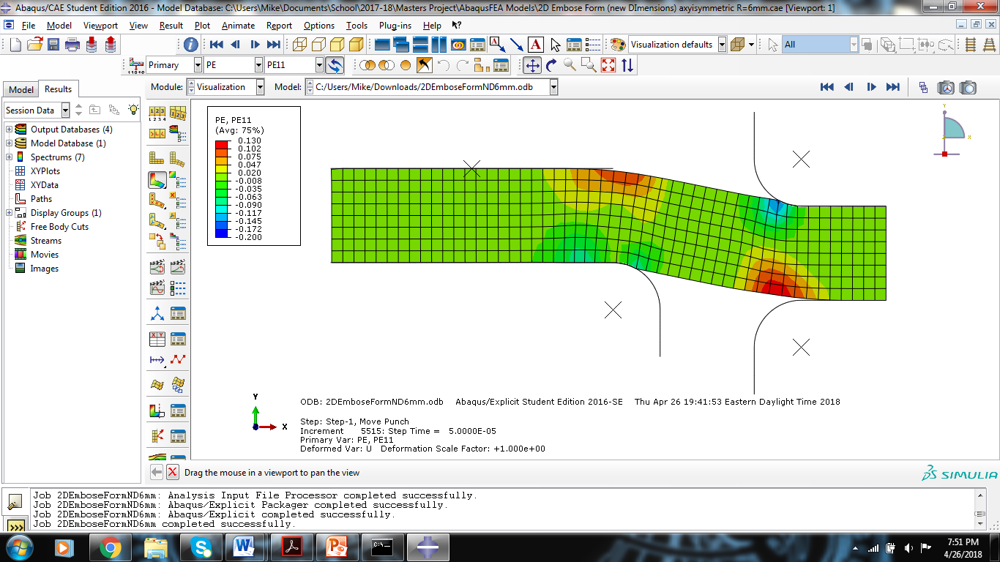 Abaqus/CAE Student Edition 2016 - Model Database: C:\Users\Mike\Documents\School\2017-18\Masters Project\AbaqusFEA Models\2D Embose Form (new DImensions) axyisymmetric R=6mm.cae [Viewport: 1]
File Model Viewport View Result Plot Animate Report Options Tools Plug-ins Help
Visualization defaults All
Primary PE PE11
Model Results Module: Visualization Model: C:/Users/Mike/Downloads/2DEmboseFormND6mm.odb
Session Data
Output Databases (4)
Model Database (1)
Spectrums (7)
XYPlots
XYData
Paths
Display Groups (1)
Free Body Cuts
Streams
Movies
Images
PE, PE11
(Avg: 75%)
0.130
0.102
0.075
0.047
0.020
-0.008
-0.035
-0.063
-0.090
-0.117
-0.145
-0.172
-0.200
Y
X
Y
X
ODB: 2DEmboseFormND6mm.odb Abaqus/Explicit Student Edition 2016-SE Thu Apr 26 19:41:53 Eastern Daylight Time 2018
Step: Step-1, Move Punch
Increment 5515: Step Time = 5.0000E-05
Primary Var: PE, PE11
Deformed Var: U Deformation Scale Factor: +1.000e+00
Drag the mouse in a viewport to pan the view
SIMULIA
Job 2DEmboseFormND6mm: Analysis Input File Processor completed successfully.
Job 2DEmboseFormND6mm: Abaqus/Explicit Packager completed successfully.
Job 2DEmboseFormND6mm: Abaqus/Explicit completed successfully.
Job 2DEmboseFormND6mm completed successfully.
7:51 PM
4/26/2018